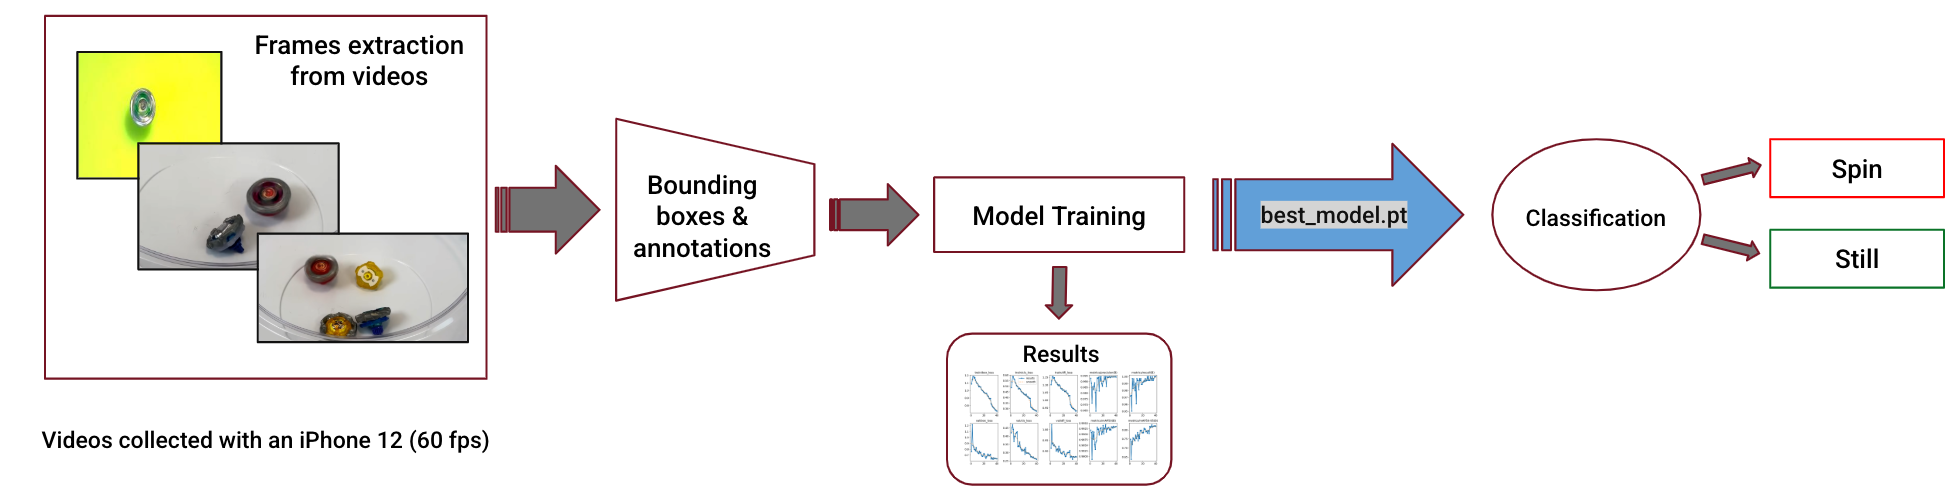 Frames extraction
from videos
Videos collected with an iPhone 12 (60 fps)
Bounding
boxes &
annotations
Model Training
Results
best_model.pt
Classification
Spin
Still